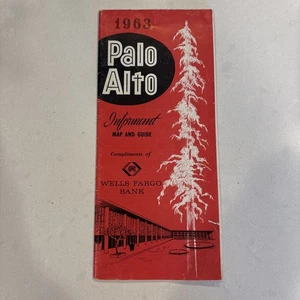 1963
Palo
Alto
Informant
MAP AND GUIDE
Compliments of
WELLS FARGO
BANK